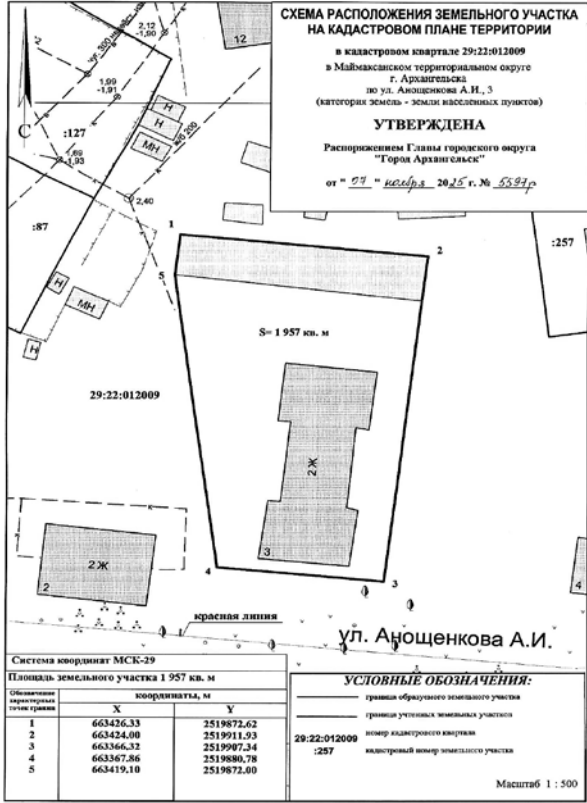 СХЕМА РАСПОЛОЖЕНИЯ ЗЕМЕЛЬНОГО УЧАСТКА
НА КАДАСТРОВОМ ПЛАНЕ ТЕРРИТОРИИ
в кадастровом квартале 29:22:012009
в Маймаксанском территориальном округе
г. Архангельска
по ул. Анощенкова А.И., 3
(категория земель - земли населенных пунктов)
УТВЕРЖДЕНА
Распоряжением Главы городского округа
"Город Архангельск"
от " 07 " ноября 2025 г. № 5597р
2,12
-1,90
12
1,99
-1,91
С
:127
Н
Н
МН
ж/б 200
1,69
-1,93
2,40
:87
:257
1
2
5
Н
МН
Н
S= 1 957 кв. м
29:22:012009
2Ж
3
2Ж
2
4
3
4
красная линия
ул. Анощенкова А.И.
Система координат МСК-29
Площадь земельного участка 1 957 кв. м
Обозначение характерных точек границ
координаты, м
X Y
1 663426,33 2519872,62
2 663424,00 2519911,93
3 663366,32 2519907,34
4 663367,86 2519880,78
5 663419,10 2519872,00
УСЛОВНЫЕ ОБОЗНАЧЕНИЯ:
граница образуемого земельного участка
граница учтенных земельных участков
29:22:012009 номер кадастрового квартала
:257 кадастровый номер земельного участка
Масштаб 1 : 500